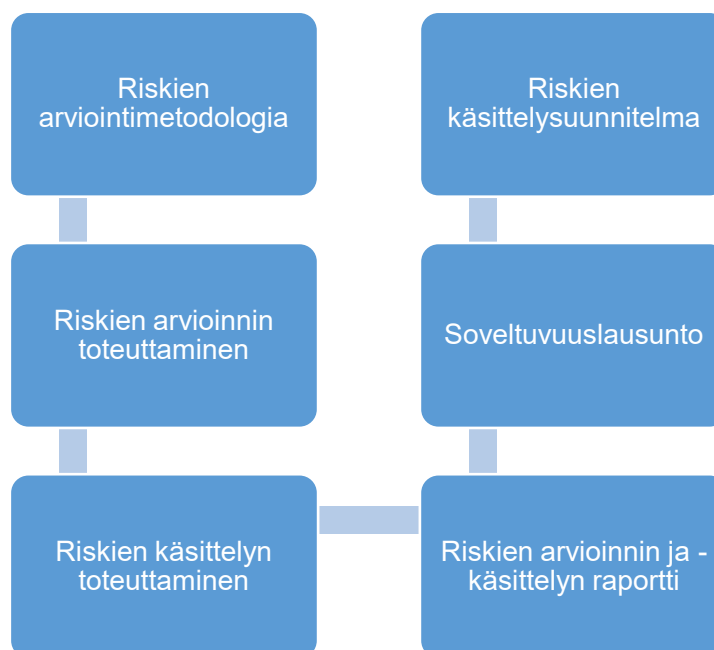 Riskien
arviointimetodologia
Riskien arvioinnin
toteuttaminen
Riskien käsittelyn
toteuttaminen
Riskien arvioinnin ja -
käsittelyn raportti
Soveltuvuuslausunto
Riskien
käsittelysuunnitelma